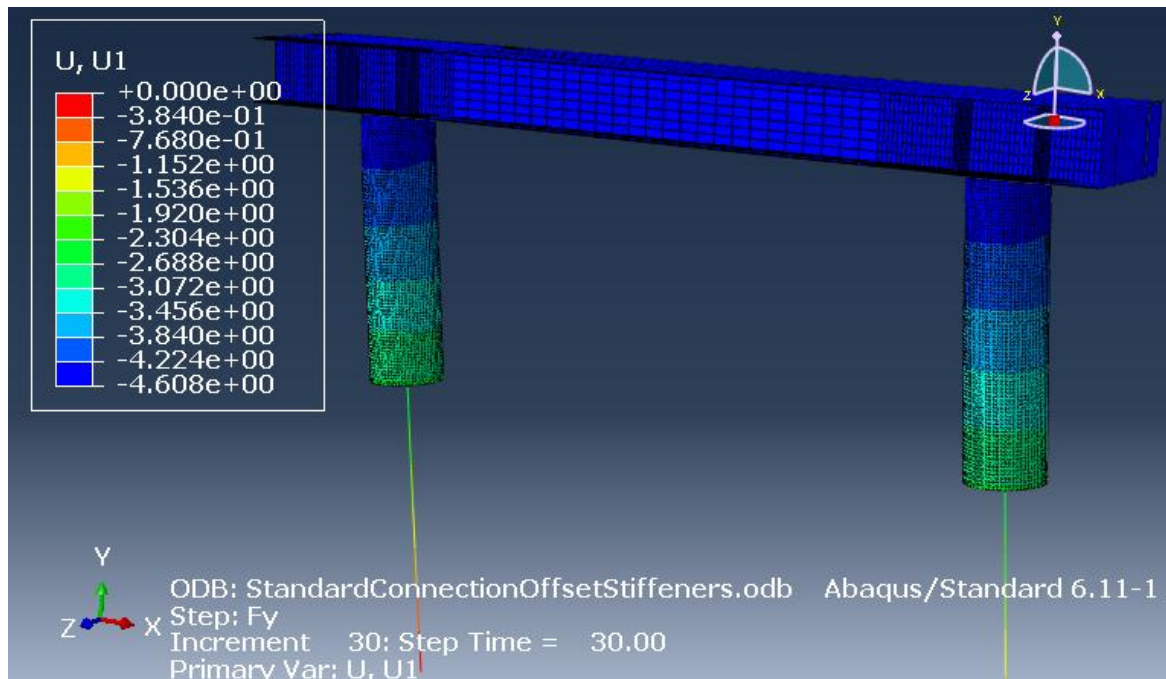 U, U1
+0.000e+00
-3.840e-01
-7.680e-01
-1.152e+00
-1.536e+00
-1.920e+00
-2.304e+00
-2.688e+00
-3.072e+00
-3.456e+00
-3.840e+00
-4.224e+00
-4.608e+00
Y
Z
X
Y
Z
X
ODB: StandardConnectionOffsetStiffeners.odb Abaqus/Standard 6.11-1
Step: Fy
Increment 30: Step Time = 30.00
Primary Var: U, U1